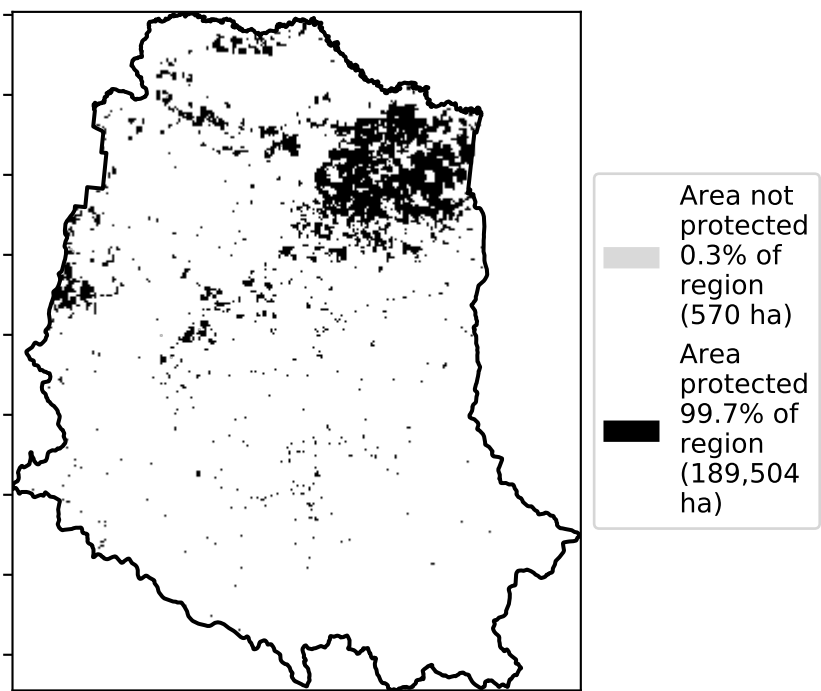 Area not
protected
0.3% of
region
(570 ha)
Area
protected
99.7% of
region
(189,504
ha)